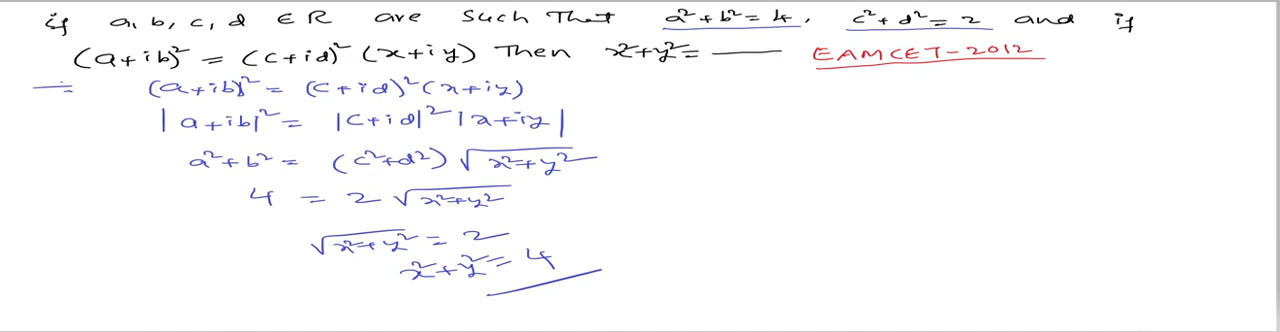 if a, b, c, d ∈ R are such that a²+b²=4, c²+d²=2 and if
(a+ib)² = (c+id)² (x+iy) Then x²+y²= ___ EAMCET-2012
(a+ib)² = (c+id)² (x+iy)
|a+ib|² = |c+id|² |x+iy|
a²+b² = (c²+d²) √x²+y²
4 = 2 √x²+y²
√x²+y² = 2
x²+y² = 4